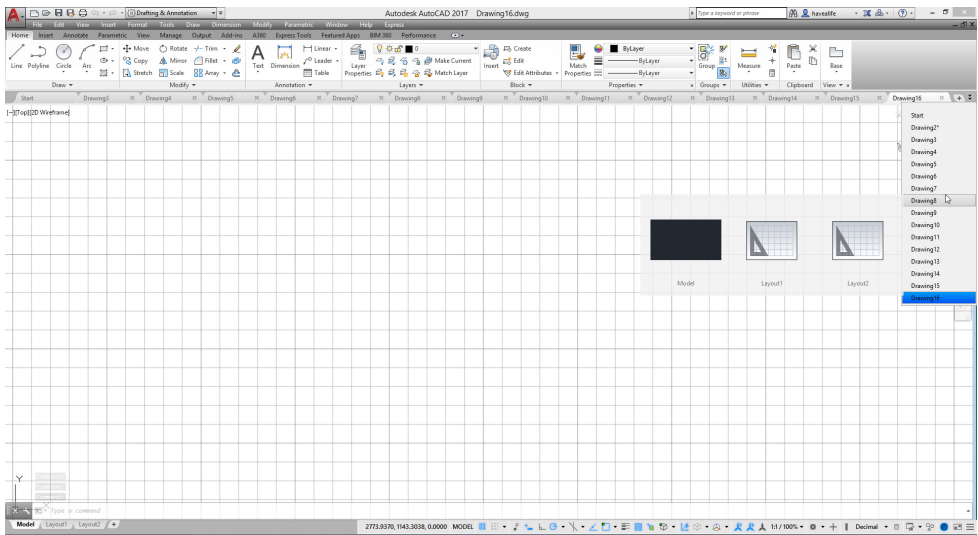 Drafting & Annotation
Autodesk AutoCAD 2017 Drawing16.dwg
Type a keyword or phrase
havealife
File Edit View Insert Format Tools Draw Dimension Modify Parametric Window Help Express
Home Insert Annotate Parametric View Manage Output Add-ins A360 Express Tools Featured Apps BIM 360 Performance
Line Polyline Circle Arc
Move Rotate Trim
Copy Mirror Fillet
Stretch Scale Array
Text Dimension
Linear
Leader
Table
Layer Properties
0
Make Current
Match Layer
Insert
Create
Edit
Edit Attributes
Match Properties
ByLayer
ByLayer
ByLayer
Group
Measure
Paste
Base
Draw Modify Annotation Layers Block Properties Groups Utilities Clipboard View
Start Drawing3 Drawing4 Drawing5 Drawing6 Drawing7 Drawing8 Drawing9 Drawing10 Drawing11 Drawing12 Drawing13 Drawing14 Drawing15 Drawing16
[−][Top][2D Wireframe]
Start
Drawing2*
Drawing3
Drawing4
Drawing5
Drawing6
Drawing7
Drawing8
Drawing9
Drawing10
Drawing11
Drawing12
Drawing13
Drawing14
Drawing15
Drawing16
Model Layout1 Layout2
Y
X
Type a command
Model Layout1 Layout2 +
2773.9370, 1143.3038, 0.0000 MODEL
1:1 / 100%
Decimal